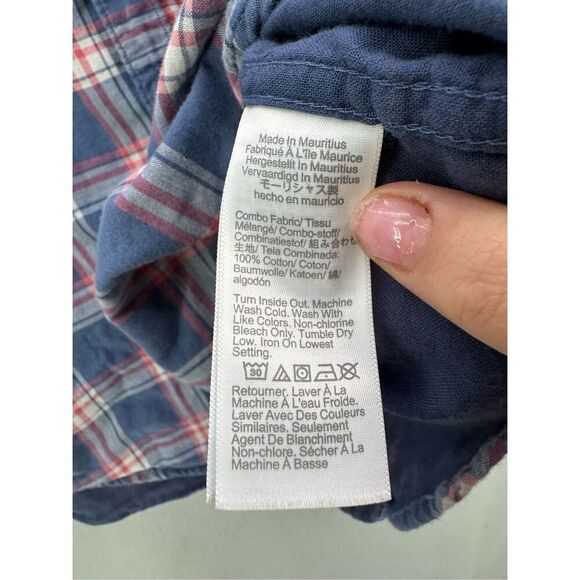 Made In Mauritius
Fabriqué À L'île Maurice
Hergestellt In Mauritius
Vervaardigd In Mauritius
モーリシャス製
hecho en mauricio
Combo Fabric/ Tissu
Mélangé/ Combo-stoff/
Combinatiestof/ 組み合わせ
生地/ Tela Combinada:
100% Cotton/ Coton/
Baumwolle/ Katoen/ 綿/
algodón
Turn Inside Out. Machine
Wash Cold. Wash With
Like Colors. Non-chlorine
Bleach Only. Tumble Dry
Low. Iron On Lowest
Setting.
30
Retourner. Laver À La
Machine À L'eau Froide.
Laver Avec Des Couleurs
Similaires. Seulement
Agent De Blanchiment
Non-chlore. Sécher À La
Machine À Basse